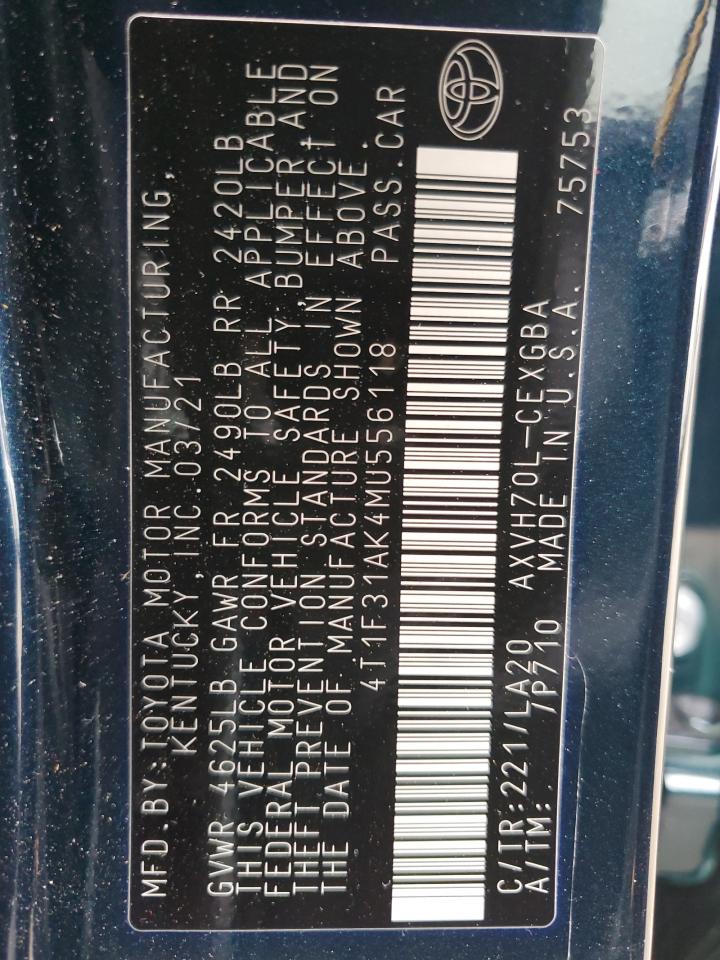 MFD.BY:TOYOTA MOTOR MANUFACTURING,
KENTUCKY, INC.03/21
GVWR 4625LB GAWR FR 2490LB RR 2420LB
THIS VEHICLE CONFORMS TO ALL APPLICABLE
FEDERAL MOTOR VEHICLE SAFETY, BUMPER, AND
THEFT PREVENTION STANDARDS IN EFFECT ON
THE DATE OF MANUFACTURE SHOWN ABOVE.
4T1F31AK4MU556118 PASS.CAR
C/TR:221/LA20 AXVH70L-CEXGBA
A/TM: /P710 MADE IN U.S.A. 75753